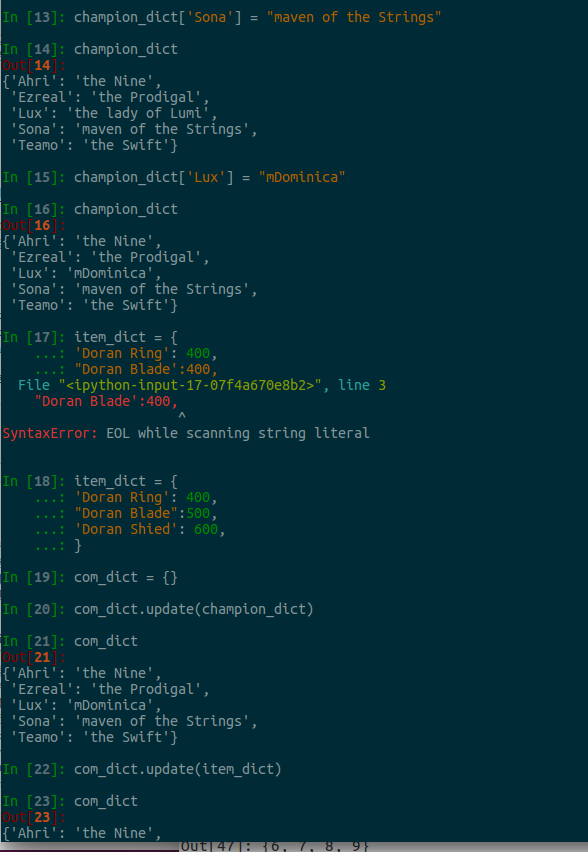 In [13]: champion_dict['Sona'] = "maven of the Strings"
In [14]: champion_dict
Out[14]:
{'Ahri': 'the Nine',
'Ezreal': 'the Prodigal',
'Lux': 'the lady of Lumi',
'Sona': 'maven of the Strings',
'Teamo': 'the Swift'}
In [15]: champion_dict['Lux'] = "mDominica"
In [16]: champion_dict
Out[16]:
{'Ahri': 'the Nine',
'Ezreal': 'the Prodigal',
'Lux': 'mDominica',
'Sona': 'maven of the Strings',
'Teamo': 'the Swift'}
In [17]: item_dict = {
...: 'Doran Ring': 400,
...: "Doran Blade':400,
File "<ipython-input-17-07f4a670e8b2>", line 3
"Doran Blade':400,
^
SyntaxError: EOL while scanning string literal
In [18]: item_dict = {
...: 'Doran Ring': 400,
...: "Doran Blade":500,
...: 'Doran Shied': 600,
...: }
In [19]: com_dict = {}
In [20]: com_dict.update(champion_dict)
In [21]: com_dict
Out[21]:
{'Ahri': 'the Nine',
'Ezreal': 'the Prodigal',
'Lux': 'mDominica',
'Sona': 'maven of the Strings',
'Teamo': 'the Swift'}
In [22]: com_dict.update(item_dict)
In [23]: com_dict
Out[23]:
{'Ahri': 'the Nine',
Out[47]: {6, 7, 8, 9}